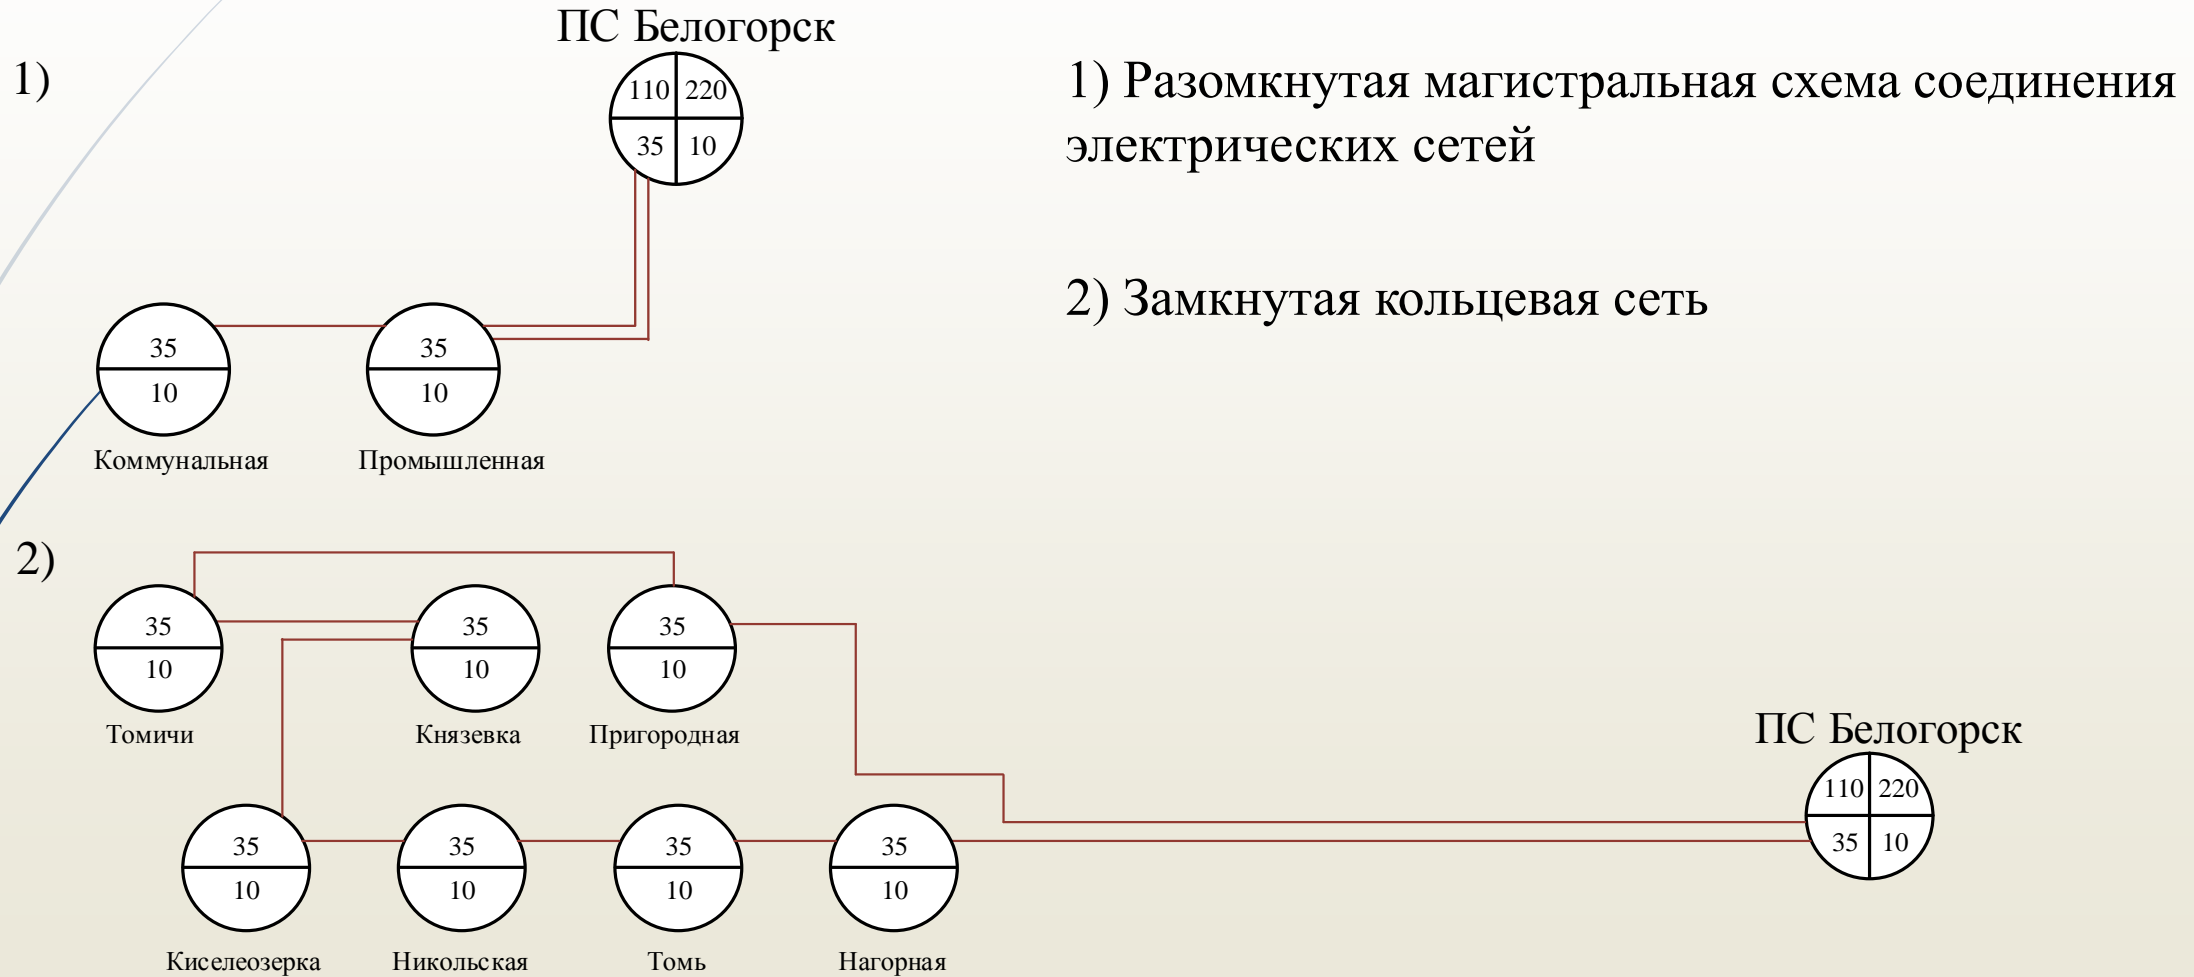 ПС Белогорск
1)
110 220
35 10
1) Разомкнутая магистральная схема соединения
электрических сетей
2) Замкнутая кольцевая сеть
35
10
Коммунальная
35
10
Промышленная
2)
35
10
Томичи
35
10
Князевка
35
10
Пригородная
ПС Белогорск
110 220
35 10
35
10
Киселеозерка
35
10
Никольская
35
10
Томь
35
10
Нагорная